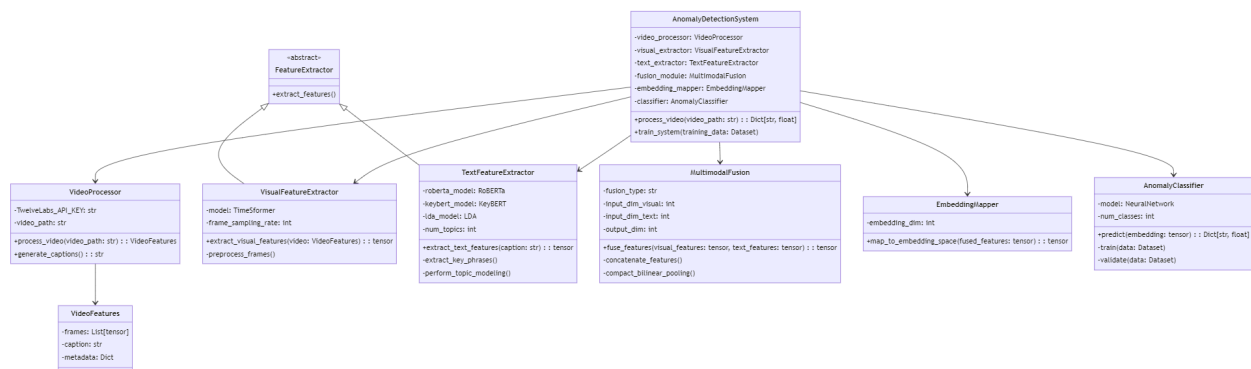 AnomalyDetectionSystem
-video_processor: VideoProcessor
-visual_extractor: VisualFeatureExtractor
-text_extractor: TextFeatureExtractor
-fusion_module: MultimodalFusion
-embedding_mapper: EmbeddingMapper
-classifier: AnomalyClassifier
+process_video(video_path: str) : : Dict[str, float]
+train_system(training_data: Dataset)
«abstract»
FeatureExtractor
+extract_features()
VideoProcessor
-TwelveLabs_API_KEY: str
-video_path: str
+process_video(video_path: str) : : VideoFeatures
+generate_captions() : : str
VisualFeatureExtractor
-model: TimeSformer
-frame_sampling_rate: int
+extract_visual_features(video: VideoFeatures) : : tensor
-preprocess_frames()
TextFeatureExtractor
-roberta_model: RoBERTa
-keybert_model: KeyBERT
-lda_model: LDA
-num_topics: int
+extract_text_features(caption: str) : : tensor
-extract_key_phrases()
-perform_topic_modeling()
MultimodalFusion
-fusion_type: str
-input_dim_visual: int
-input_dim_text: int
-output_dim: int
+fuse_features(visual_features: tensor, text_features: tensor) : : tensor
-concatenate_features()
-compact_bilinear_pooling()
EmbeddingMapper
-embedding_dim: int
+map_to_embedding_space(fused_features: tensor) : : tensor
AnomalyClassifier
-model: NeuralNetwork
-num_classes: int
+predict(embedding: tensor) : : Dict[str, float]
-train(data: Dataset)
-validate(data: Dataset)
VideoFeatures
-frames: List[tensor]
-caption: str
-metadata: Dict